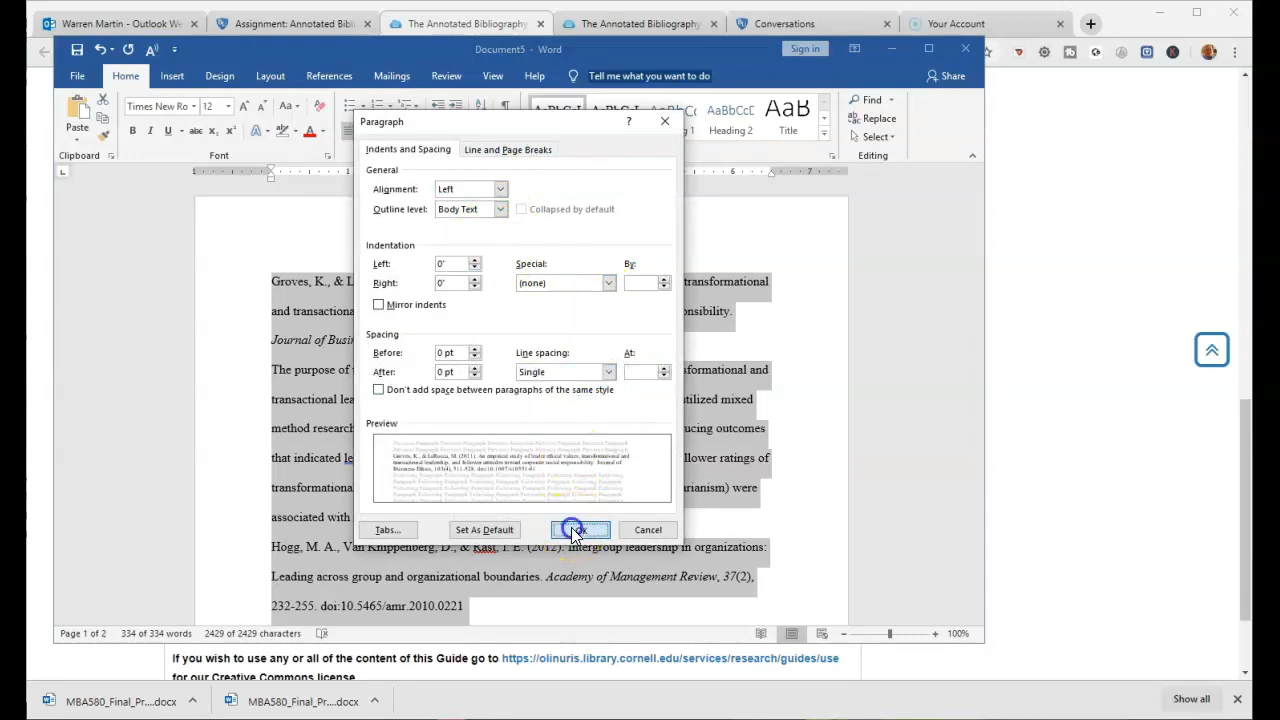 Warren Martin - Outlook We
Assignment: Annotated Bibl
The Annotated Bibliography
The Annotated Bibliography
Conversations
Your Account
Document5 - Word
Sign in
File Home Insert Design Layout References Mailings Review View Help Tell me what you want to do Share
Paste
Clipboard
Times New Ro 12
Font
Heading 2
Title
Find
Replace
Select
Editing
Paragraph
Indents and Spacing
Line and Page Breaks
General
Alignment: Left
Outline level: Body Text Collapsed by default
Indentation
Left: 0" Special: By:
Right: 0" (none)
Mirror indents
Spacing
Before: 0 pt Line spacing: At:
After: 0 pt Single
Don't add space between paragraphs of the same style
Preview
Tabs...
Set As Default
Cancel
Groves, K., & L transformational
and transactiona onsibility.
Journal of Busi
The purpose of t sformational and
transactional lea utilized mixed
method research ucing outcomes
that indicated le llower ratings of
transformationa arianism) were
associated with
Hogg, M. A., Van Knippenberg, D., & Rast, I. E. (2012). Intergroup leadership in organizations:
Leading across group and organizational boundaries. Academy of Management Review, 37(2),
232-255. doi:10.5465/amr.2010.0221
Page 1 of 2 334 of 334 words 2429 of 2429 characters 100%
If you wish to use any or all of the content of this Guide go to https://olinuris.library.cornell.edu/services/research/guides/use
for our Creative Commons license
MBA580_Final_Pr....docx
MBA580_Final_Pr....docx
Show all